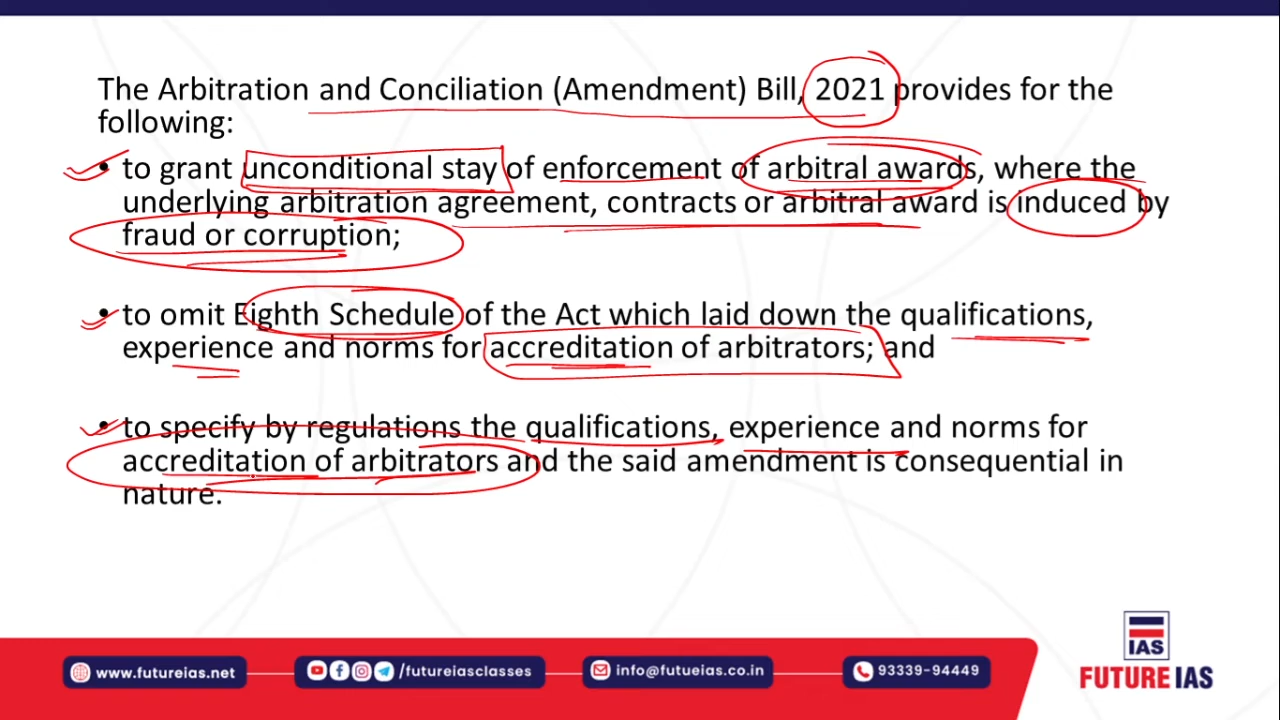 The Arbitration and Conciliation (Amendment) Bill, 2021 provides for the
following:
• to grant unconditional stay of enforcement of arbitral awards, where the
underlying arbitration agreement, contracts or arbitral award is induced by
fraud or corruption;
• to omit Eighth Schedule of the Act which laid down the qualifications,
experience and norms for accreditation of arbitrators; and
• to specify by regulations the qualifications, experience and norms for
accreditation of arbitrators and the said amendment is consequential in
nature.
IAS
www.futureias.net
/futureiasclasses
info@futueias.co.in
93339-94449
FUTURE IAS